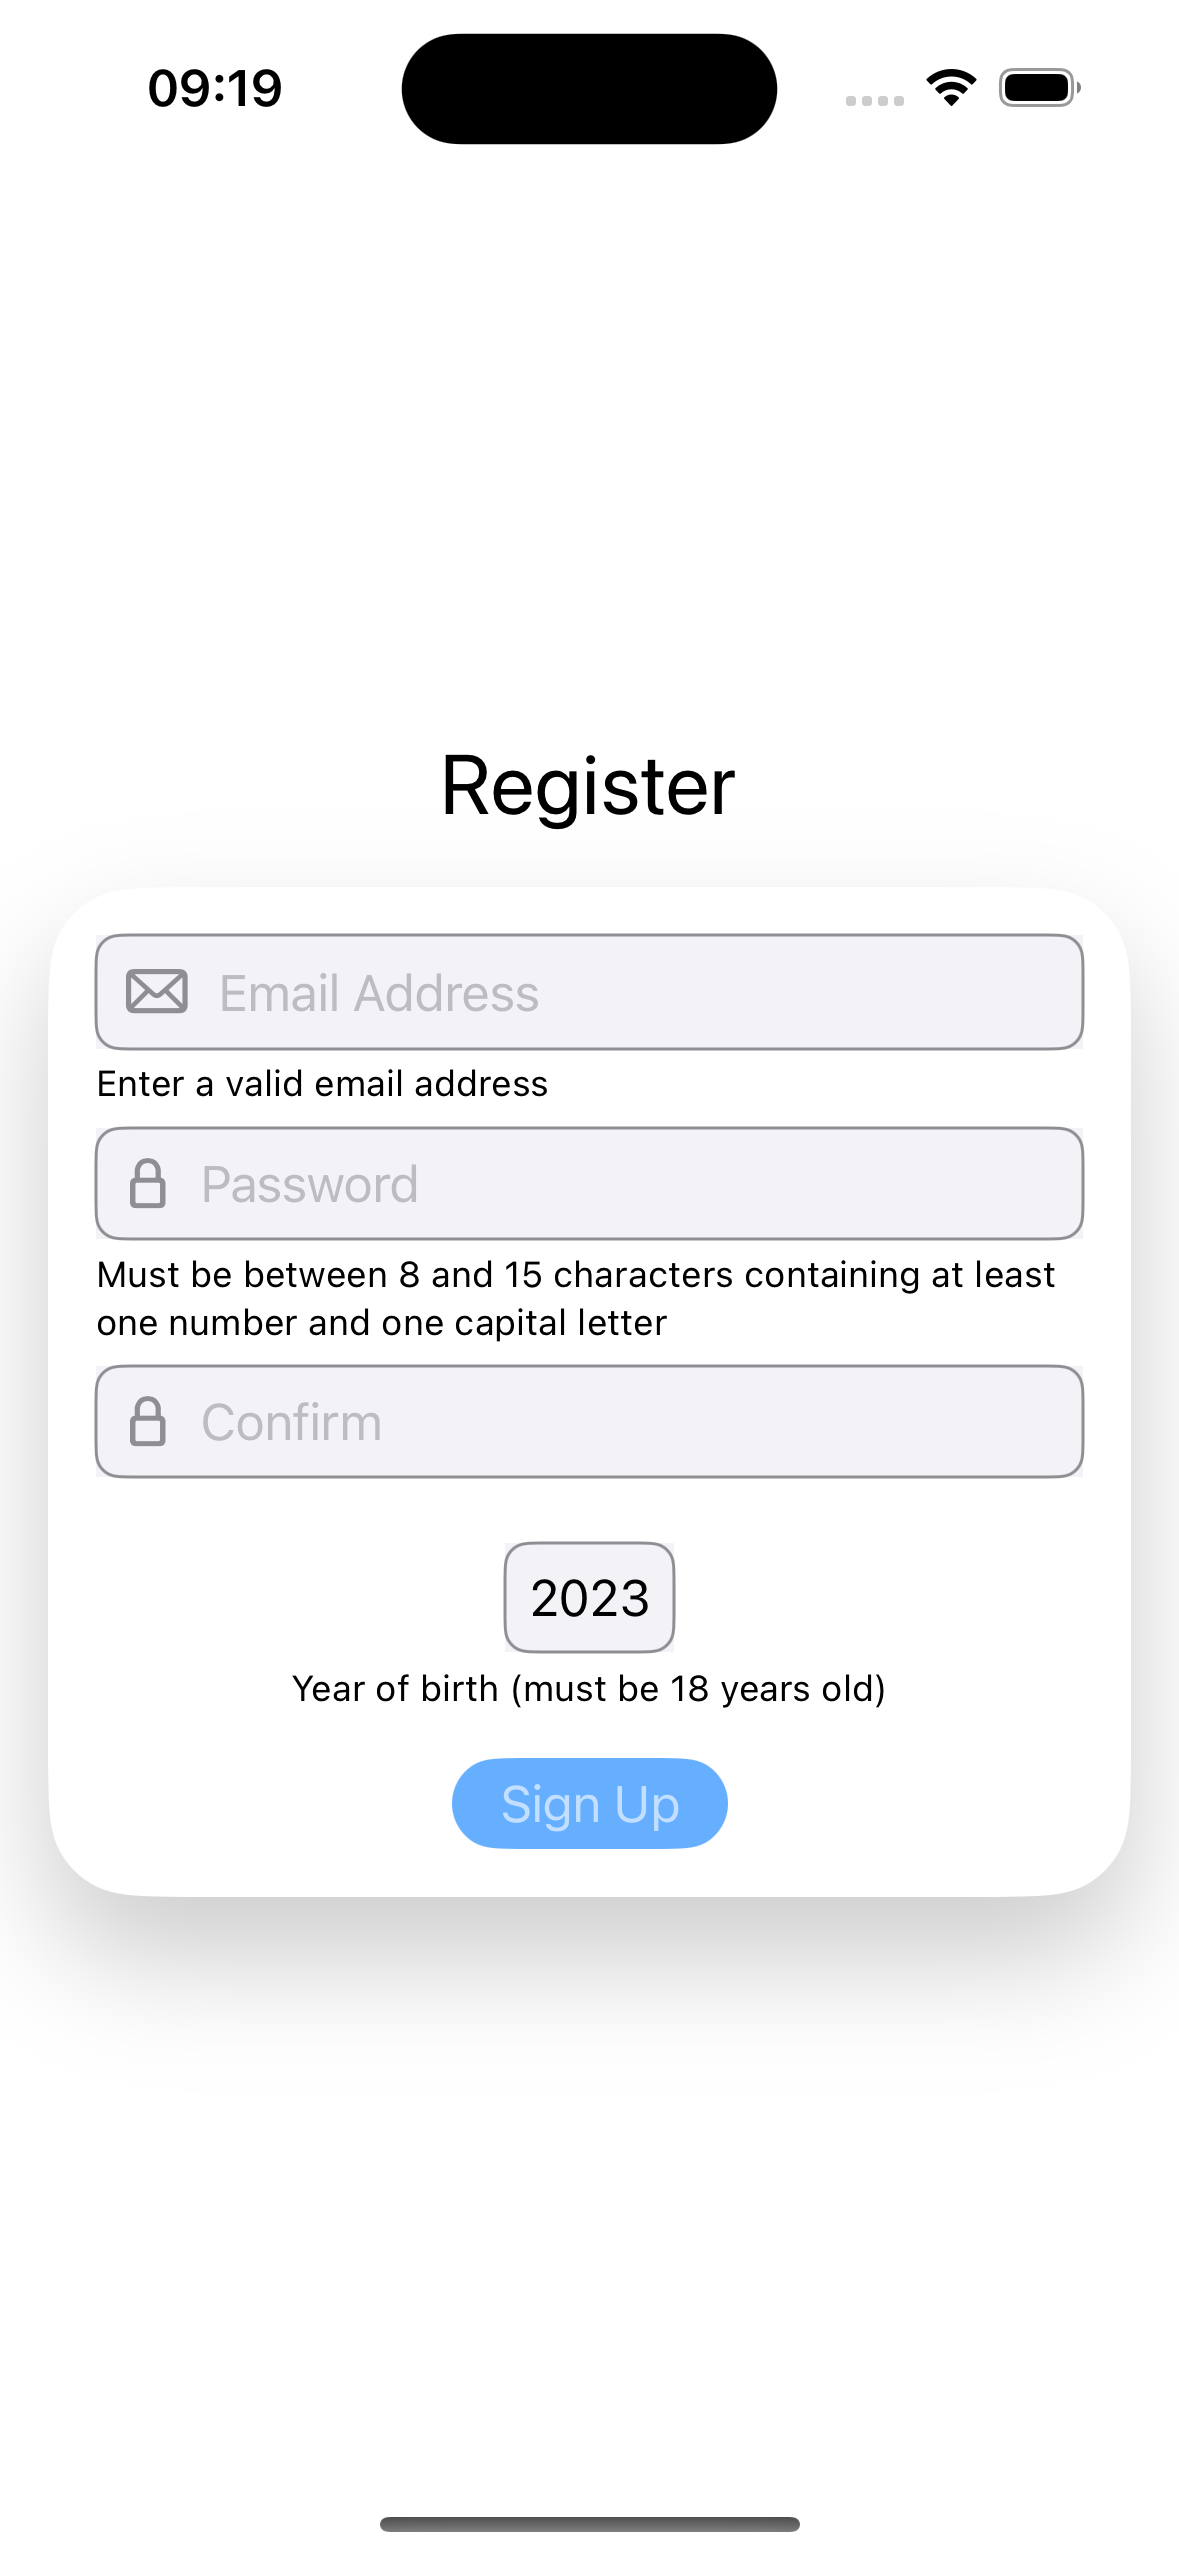 09:19
Register
Email Address
Enter a valid email address
Password
Must be between 8 and 15 characters containing at least
one number and one capital letter
Confirm
2023
Year of birth (must be 18 years old)
Sign Up